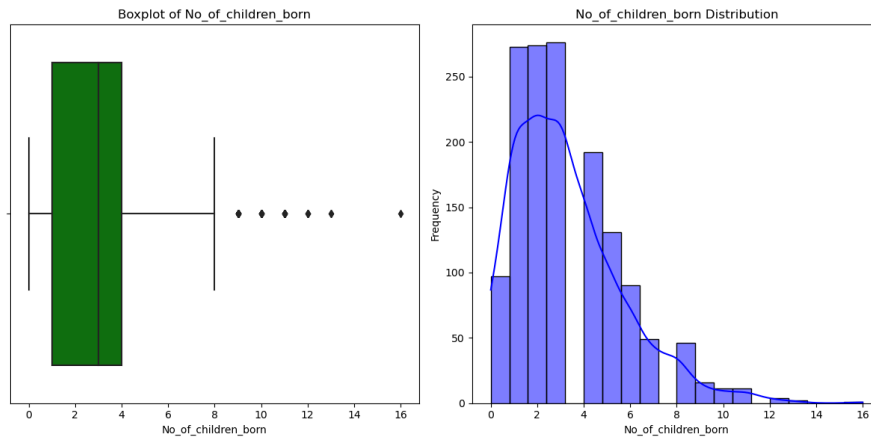 Boxplot of No_of_children_born
0 2 4 6 8 10 12 14 16
No_of_children_born
No_of_children_born Distribution
Frequency
250
200
150
100
50
0
0 2 4 6 8 10 12 14 16
No_of_children_born